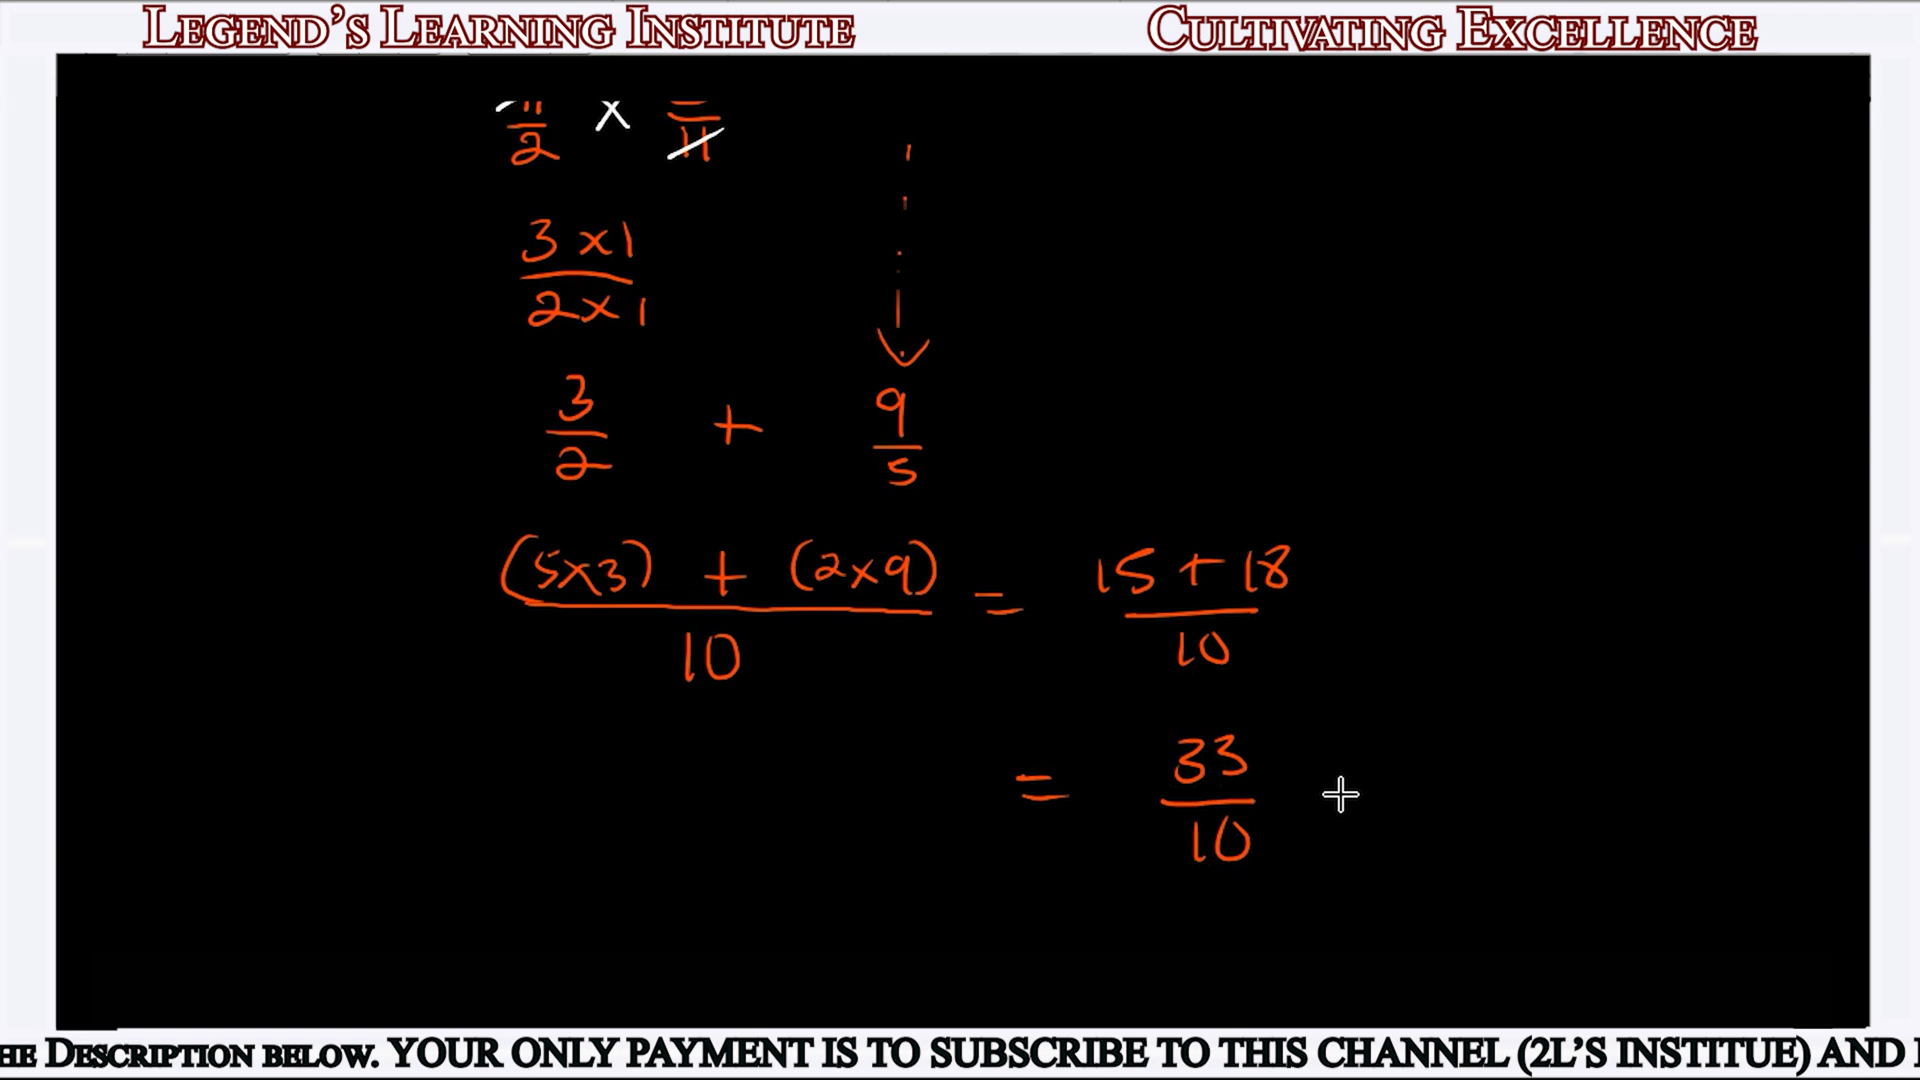 LEGEND'S LEARNING INSTITUTE CULTIVATING EXCELLENCE
2 × 11
3 × 1
2 × 1
3/2 + 9/5
(5×3) + (2×9) / 10 = 15 + 18 / 10
= 33/10
HE DESCRIPTION BELOW. YOUR ONLY PAYMENT IS TO SUBSCRIBE TO THIS CHANNEL (2L'S INSTITUE) AND